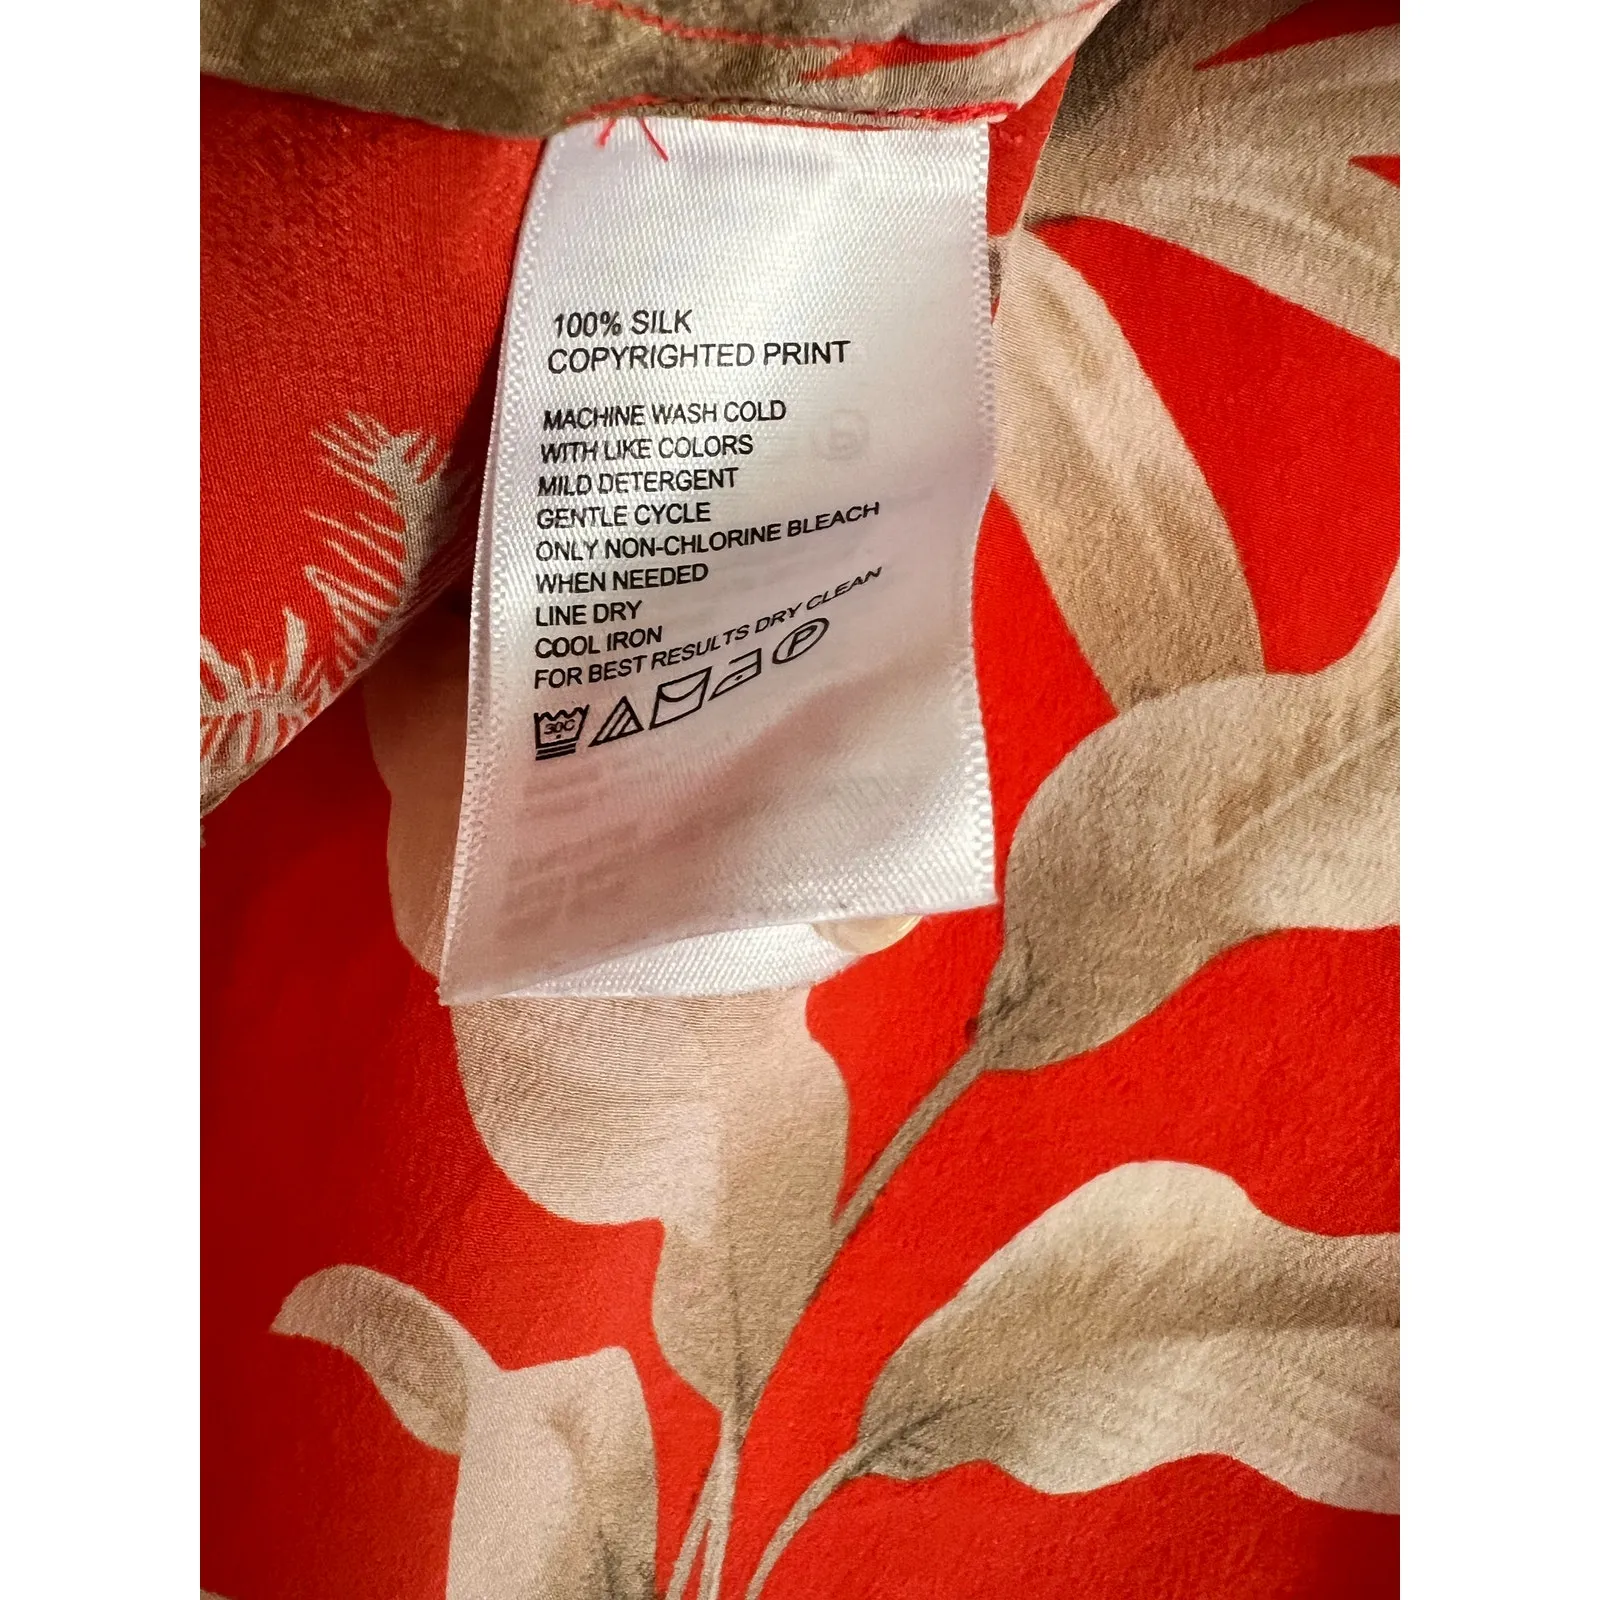 100% SILK
COPYRIGHTED PRINT
MACHINE WASH COLD
WITH LIKE COLORS
MILD DETERGENT
GENTLE CYCLE
ONLY NON-CHLORINE BLEACH
WHEN NEEDED
LINE DRY
COOL IRON
FOR BEST RESULTS DRY CLEAN
30C P